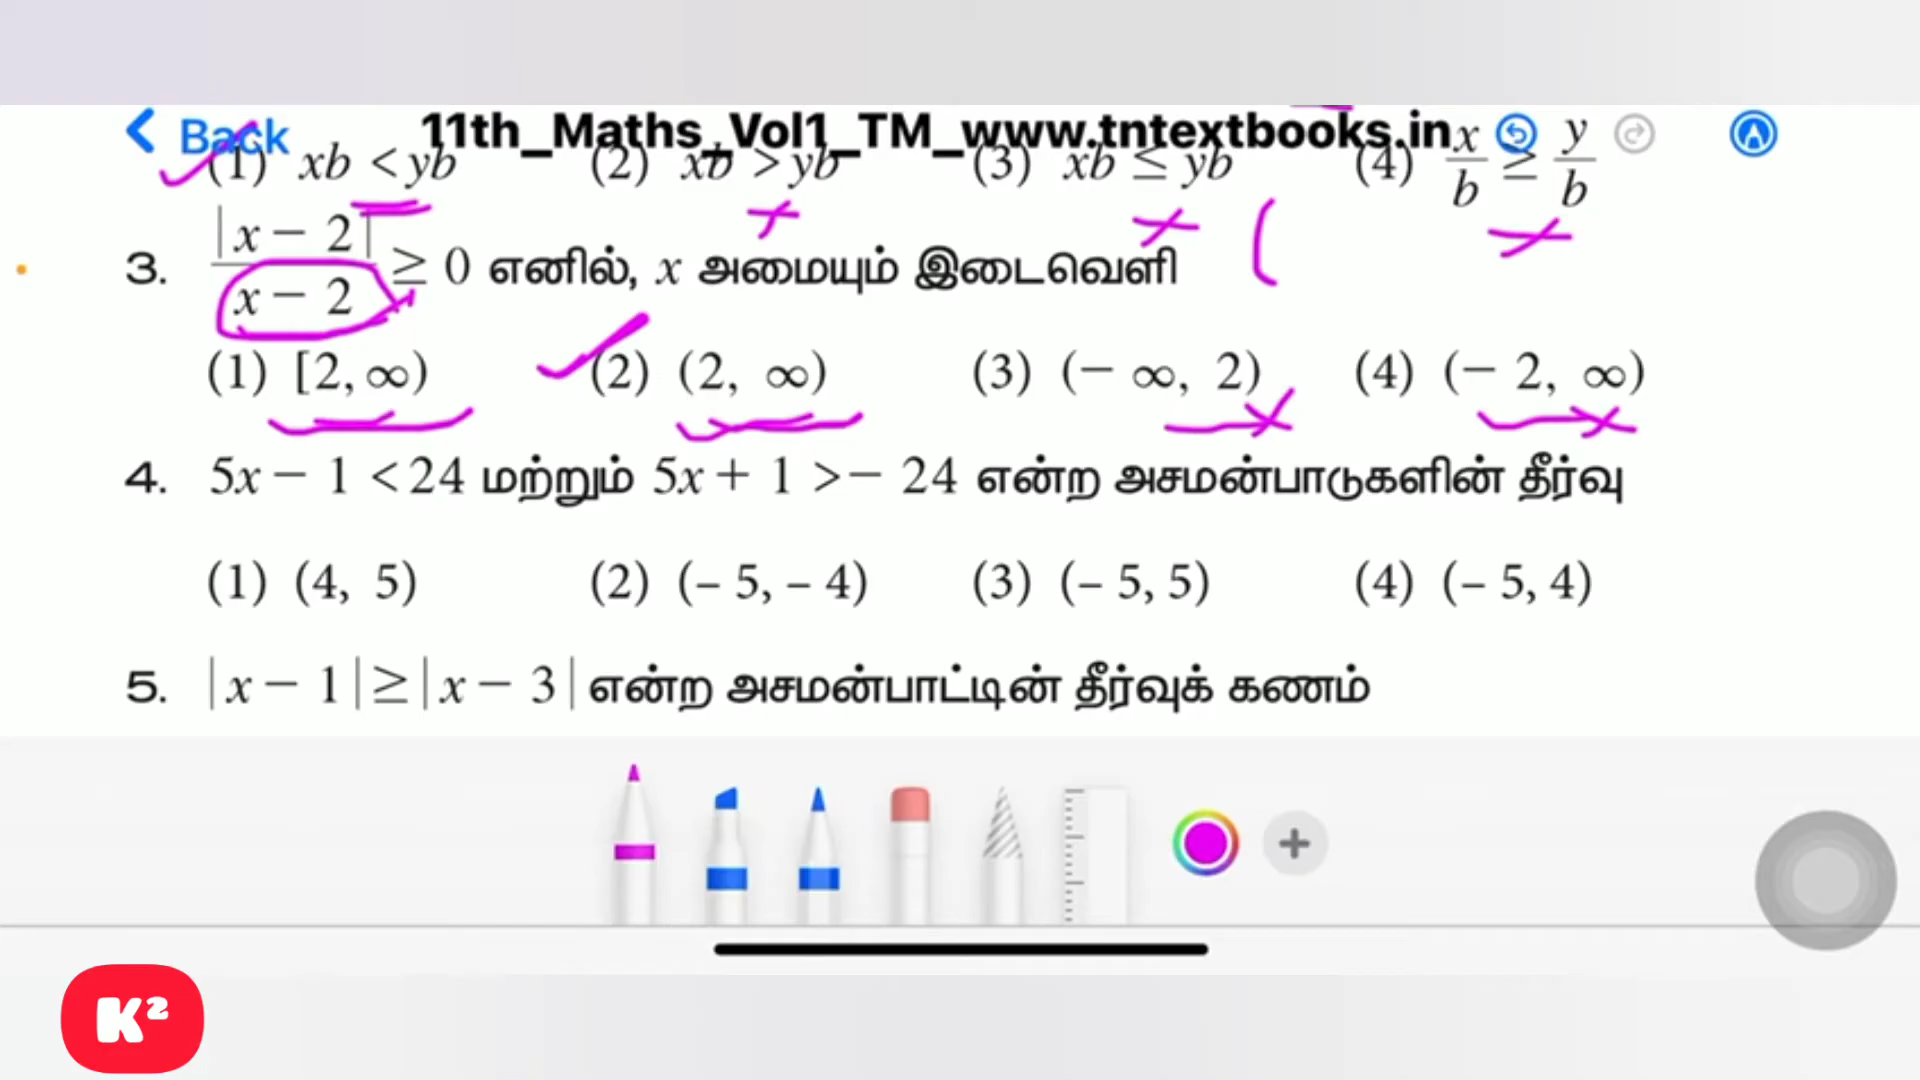 Back 11th_Maths_Vol1_TM_www.tntextbooks.in
(1) xb < yb (2) xb > yb (3) xb ≤ yb (4) x/b ≥ y/b
3. |x − 2|/(x − 2) ≥ 0 எனில், x அமையும் இடைவெளி (
(1) [2, ∞) (2) (2, ∞) (3) (− ∞, 2) (4) (− 2, ∞)
4. 5x − 1 < 24 மற்றும் 5x + 1 > − 24 என்ற அசமன்பாடுகளின் தீர்வு
(1) (4, 5) (2) (– 5, – 4) (3) (– 5, 5) (4) (– 5, 4)
5. |x − 1| ≥ |x − 3| என்ற அசமன்பாட்டின் தீர்வுக் கணம்
K²